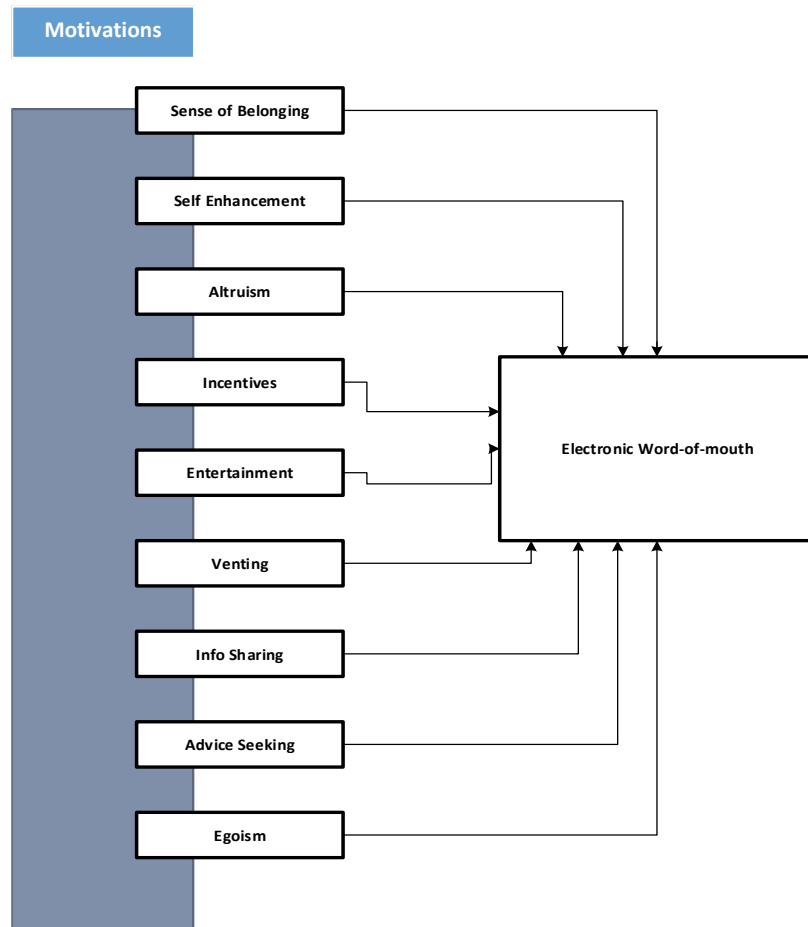 Motivations
Sense of Belonging
Self Enhancement
Altruism
Incentives
Entertainment
Electronic Word-of-mouth
Venting
Info Sharing
Advice Seeking
Egoism